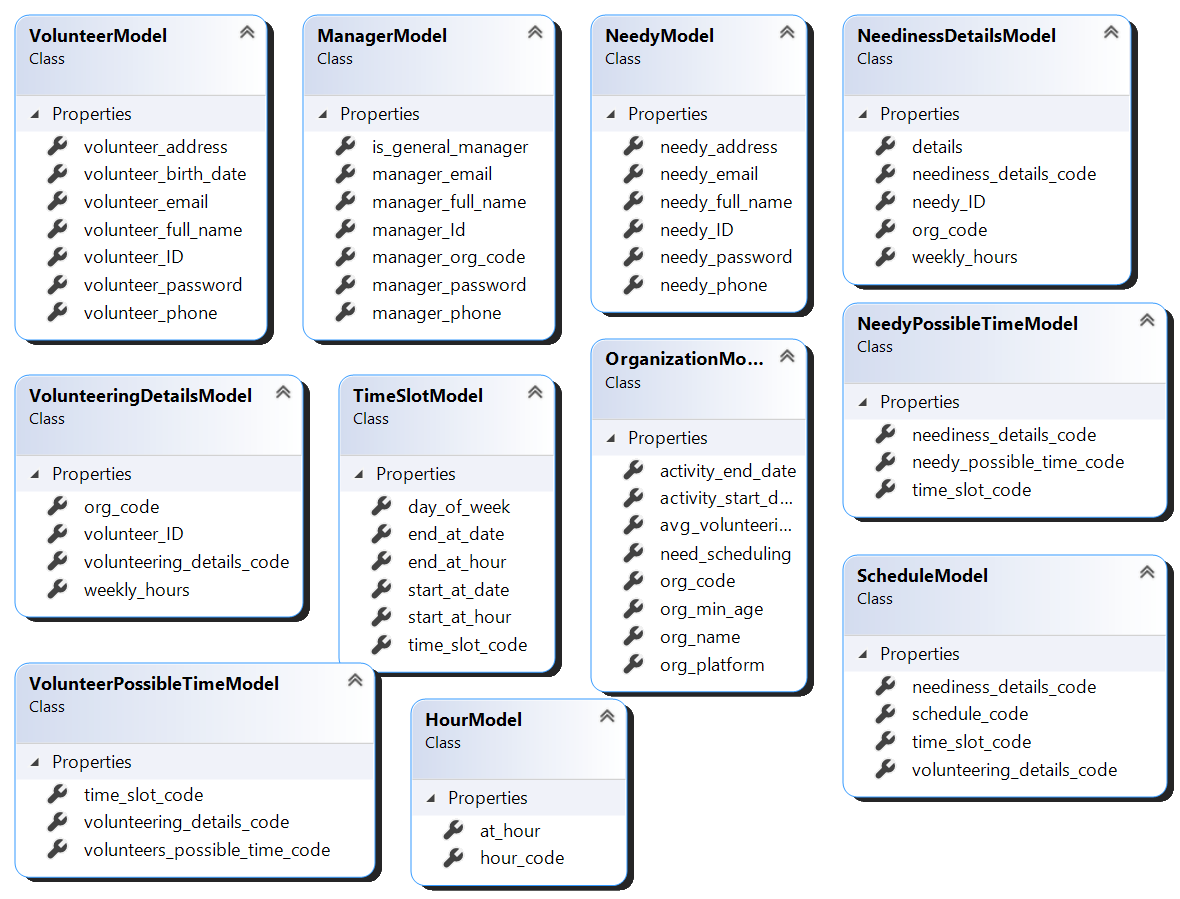 VolunteerModel
Class
Properties
volunteer_address
volunteer_birth_date
volunteer_email
volunteer_full_name
volunteer_ID
volunteer_password
volunteer_phone
ManagerModel
Class
Properties
is_general_manager
manager_email
manager_full_name
manager_Id
manager_org_code
manager_password
manager_phone
NeedyModel
Class
Properties
needy_address
needy_email
needy_full_name
needy_ID
needy_password
needy_phone
NeedinessDetailsModel
Class
Properties
details
neediness_details_code
needy_ID
org_code
weekly_hours
VolunteeringDetailsModel
Class
Properties
org_code
volunteer_ID
volunteering_details_code
weekly_hours
TimeSlotModel
Class
Properties
day_of_week
end_at_date
end_at_hour
start_at_date
start_at_hour
time_slot_code
OrganizationMo...
Class
Properties
activity_end_date
activity_start_d...
avg_volunteeri...
need_scheduling
org_code
org_min_age
org_name
org_platform
NeedyPossibleTimeModel
Class
Properties
neediness_details_code
needy_possible_time_code
time_slot_code
VolunteerPossibleTimeModel
Class
Properties
time_slot_code
volunteering_details_code
volunteers_possible_time_code
HourModel
Class
Properties
at_hour
hour_code
ScheduleModel
Class
Properties
neediness_details_code
schedule_code
time_slot_code
volunteering_details_code